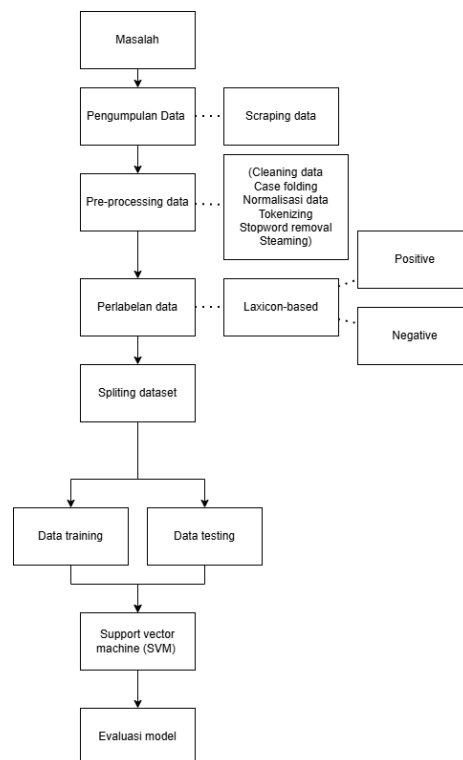 Masalah
Pengumpulan Data
Scraping data
Pre-processing data
(Cleaning data
Case folding
Normalisasi data
Tokenizing
Stopword removal
Steaming)
Perlabelan data
Laxicon-based
Positive
Negative
Spliting dataset
Data training
Data testing
Support vector
machine (SVM)
Evaluasi model